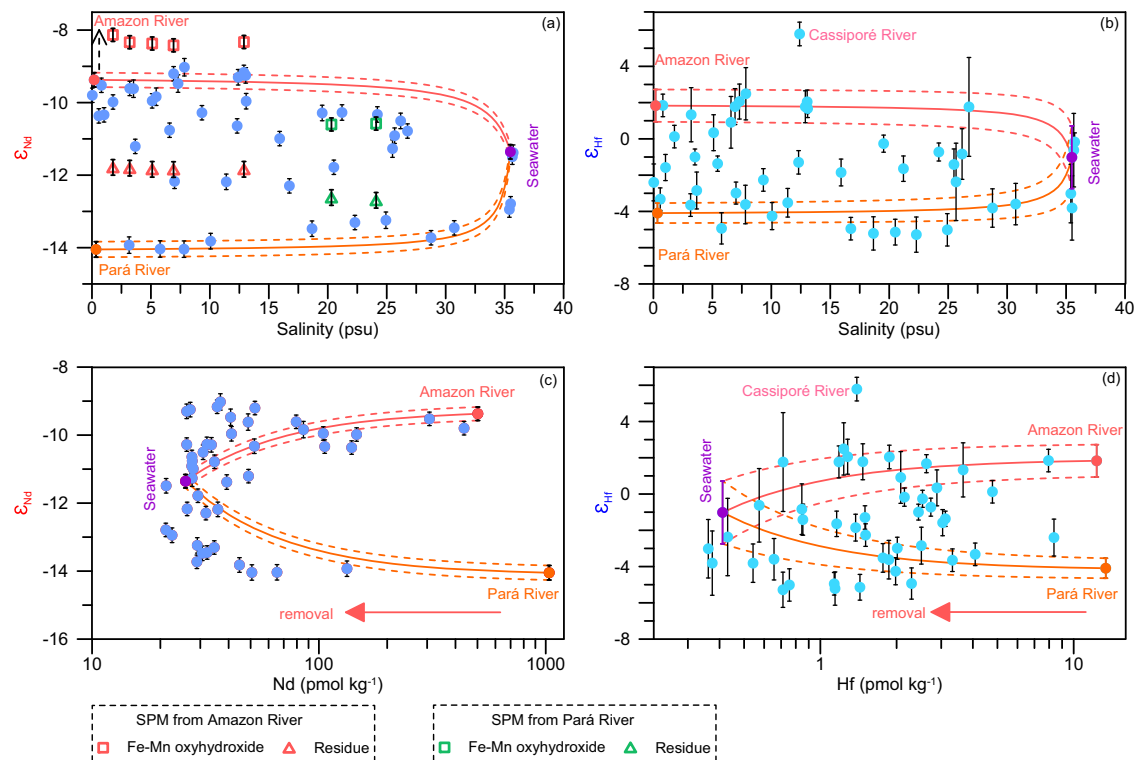 -8
-10
-12
-14
εNd
Amazon River
(a)
Seawater
Pará River
0
5
10
15
20
25
30
35
40
Salinity (psu)
6
2
-2
-6
-8
εHf
Cassiporé River
(b)
Amazon River
Seawater
Pará River
0
5
10
15
20
25
30
35
40
Salinity (psu)
-8
-10
-12
-14
-16
εNd
(c)
Amazon River
Seawater
Pará River
removal
10
100
1000
Nd (pmol kg-1)
4
0
-4
-8
εHf
(d)
Cassiporé River
Amazon River
Seawater
Pará River
removal
1
10
Hf (pmol kg-1)
SPM from Amazon River
Fe-Mn oxyhydroxide
Residue
SPM from Pará River
Fe-Mn oxyhydroxide
Residue